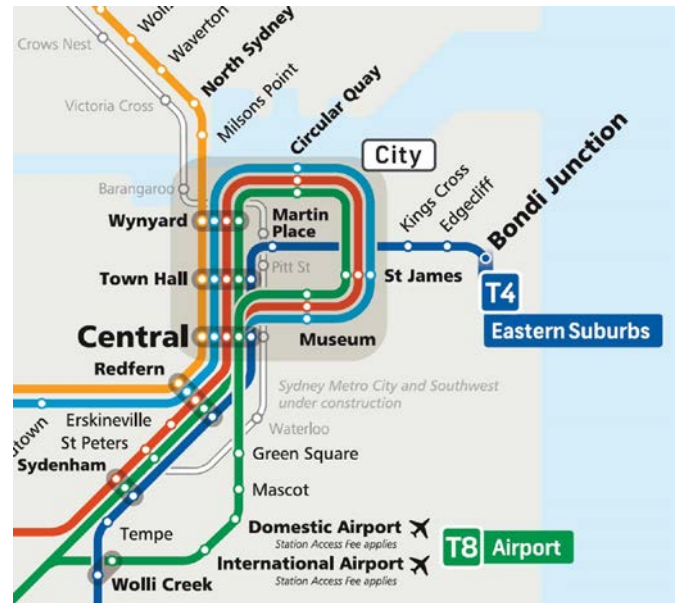 Crows Nest
Waverton
North Sydney
Victoria Cross
Milsons Point
Circular Quay
City
Barangaroo
Wynyard
Martin
Place
Kings Cross
Edgecliff
Bondi Junction
Town Hall
Pitt St
St James
T4
Eastern Suburbs
Central
Museum
Redfern
Sydney Metro City and Southwest
under construction
Erskineville
St Peters
Waterloo
Sydenham
Green Square
Mascot
Tempe
Domestic Airport
Station Access Fee applies
T8 Airport
International Airport
Station Access Fee applies
Wolli Creek